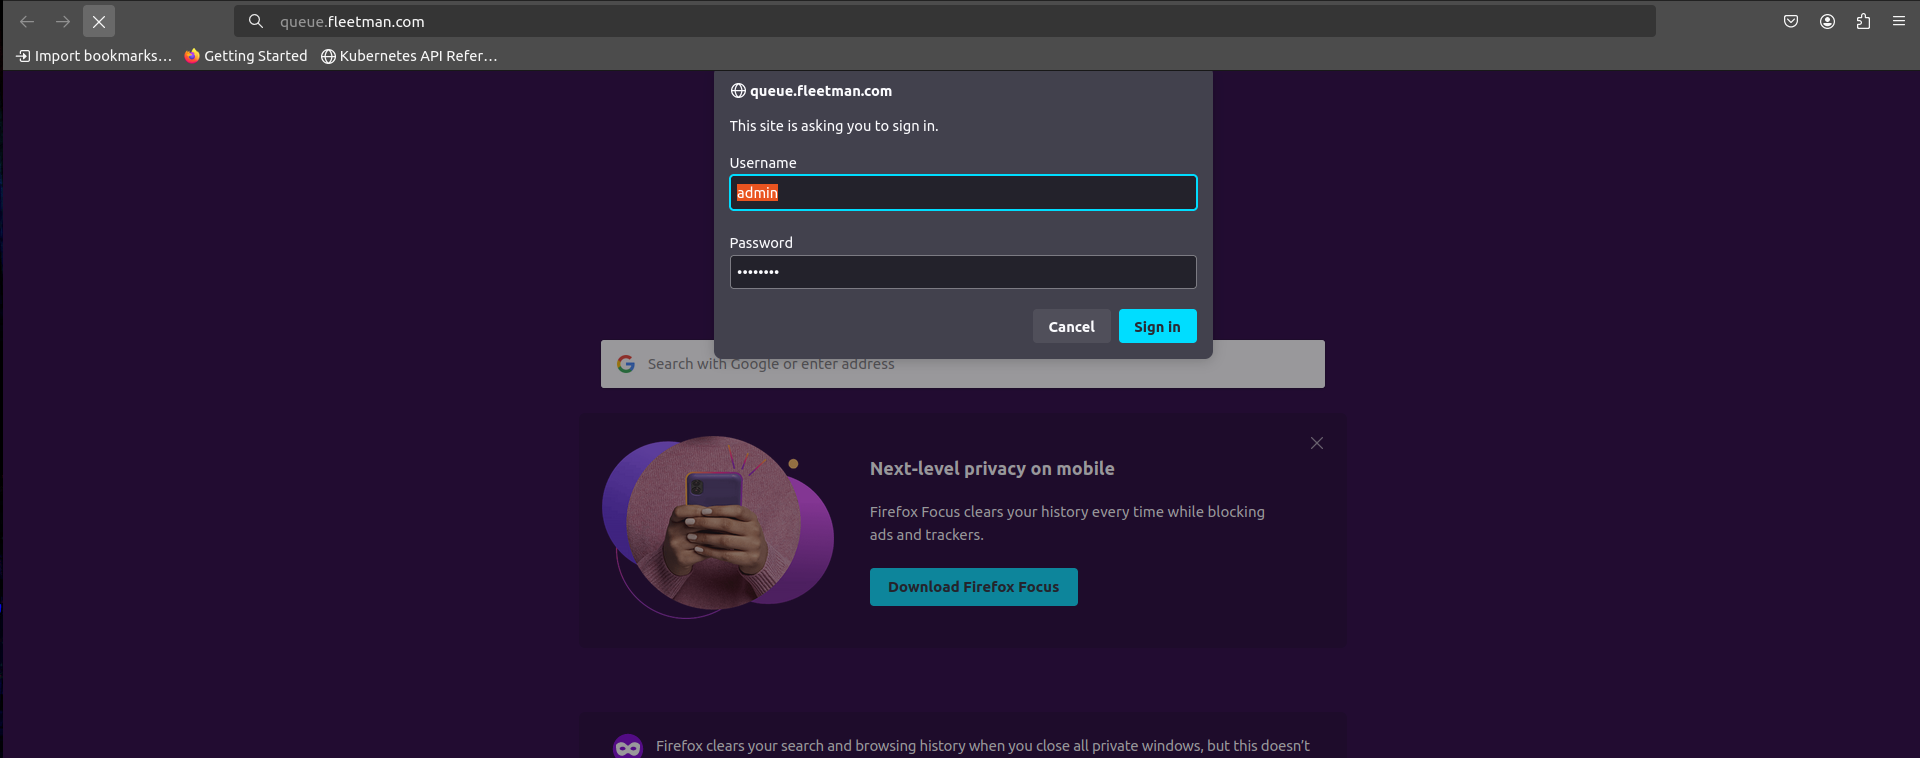 queue.fleetman.com
Import bookmarks... Getting Started Kubernetes API Refer...
queue.fleetman.com
This site is asking you to sign in.
Username
admin
Password
••••••••
Cancel Sign in
Search with Google or enter address
Next-level privacy on mobile
Firefox Focus clears your history every time while blocking
ads and trackers.
Download Firefox Focus
Firefox clears your search and browsing history when you close all private windows, but this doesn't